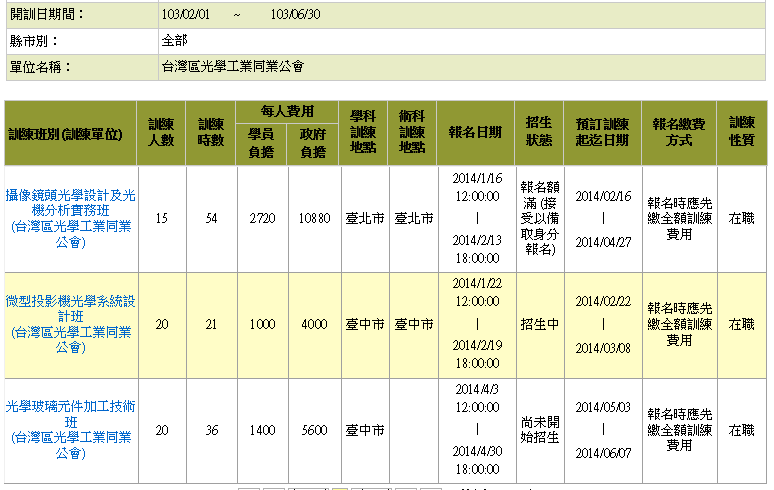 開訓日期間：
103/02/01 ~ 103/06/30
縣市別：
全部
單位名稱：
台灣區光學工業同業公會
訓練班別(訓練單位)
訓練
人數
訓練
時數
每人費用
學員
負擔
政府
負擔
學科
訓練
地點
術科
訓練
地點
報名日期
招生
狀態
預訂訓練
起迄日期
報名繳費
方式
訓練
性質
攝像鏡頭光學設計及光
機分析實務班
(台灣區光學工業同業
公會)
15
54
2720
10880
臺北市
臺北市
2014/1/16
12:00:00
|
2014/2/13
18:00:00
報名額
滿 (接
受以備
取身分
報名)
2014/02/16
|
2014/04/27
報名時應先
繳全額訓練
費用
在職
微型投影機光學系統設
計班
(台灣區光學工業同業
公會)
20
21
1000
4000
臺中市
臺中市
2014/1/22
12:00:00
|
2014/2/19
18:00:00
招生中
2014/02/22
|
2014/03/08
報名時應先
繳全額訓練
費用
在職
光學玻璃元件加工技術
班
(台灣區光學工業同業
公會)
20
36
1400
5600
臺中市
2014/4/3
12:00:00
|
2014/4/30
18:00:00
尚未開
始招生
2014/05/03
|
2014/06/07
報名時應先
繳全額訓練
費用
在職